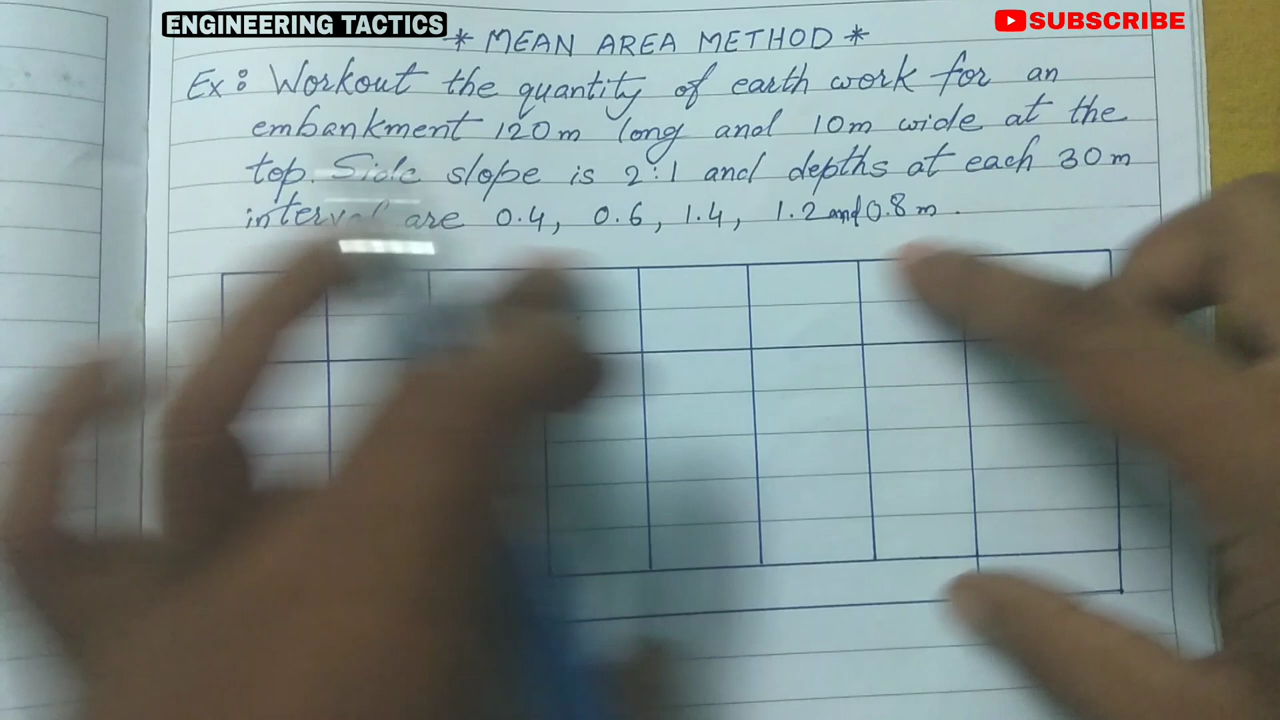 ENGINEERING TACTICS
SUBSCRIBE
* MEAN AREA METHOD *
Ex: Workout the quantity of earth work for an
embankment 120m long and 10m wide at the
top. Side slope is 2:1 and depths at each 30m
interval are 0.4, 0.6, 1.4, 1.2 and 0.8m.